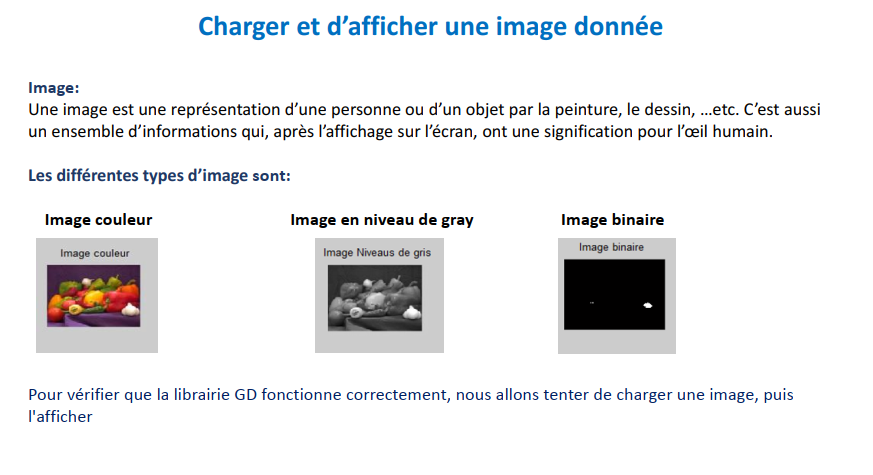 Charger et d’afficher une image donnée
Image:
Une image est une représentation d’une personne ou d’un objet par la peinture, le dessin, …etc. C’est aussi
un ensemble d’informations qui, après l’affichage sur l’écran, ont une signification pour l’œil humain.
Les différentes types d’image sont:
Image couleur
Image en niveau de gray
Image binaire
Image couleur
Image Niveaus de gris
Image binaire
Pour vérifier que la librairie GD fonctionne correctement, nous allons tenter de charger une image, puis
l'afficher